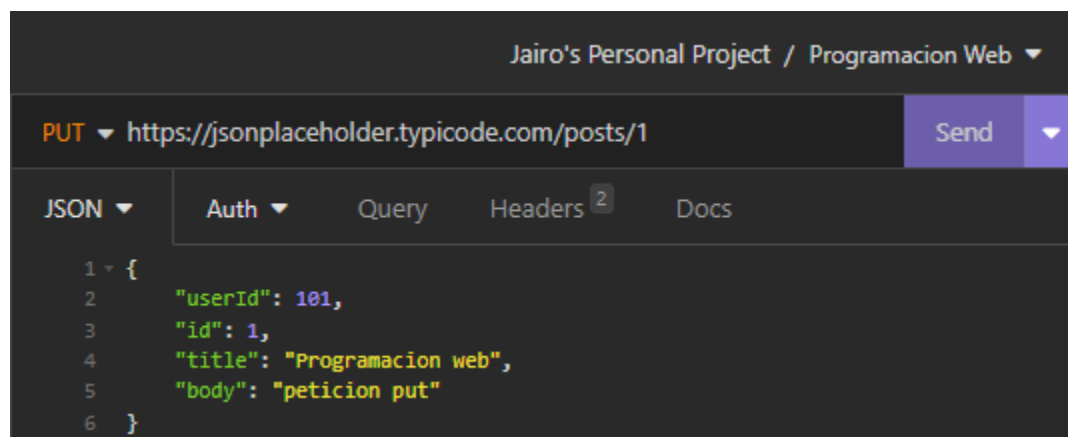 Jairo's Personal Project / Programacion Web
PUT https://jsonplaceholder.typicode.com/posts/1 Send
JSON Auth Query Headers 2 Docs
1 {
2 "userId": 101,
3 "id": 1,
4 "title": "Programacion web",
5 "body": "peticion put"
6 }